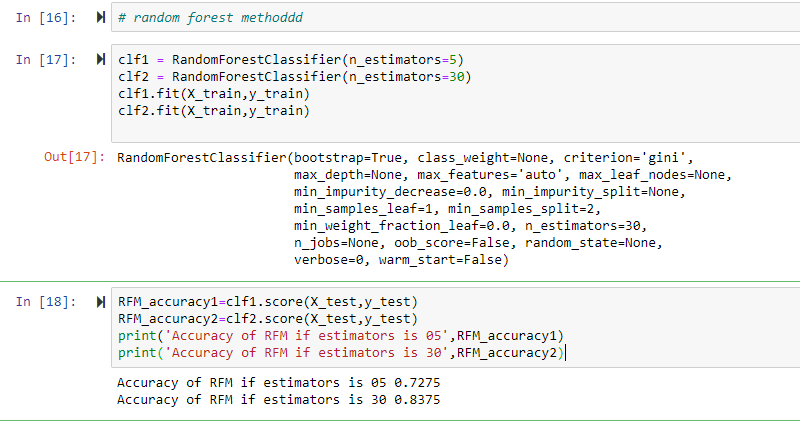 In [16]: # random forest methoddd
In [17]: clf1 = RandomForestClassifier(n_estimators=5)
clf2 = RandomForestClassifier(n_estimators=30)
clf1.fit(X_train,y_train)
clf2.fit(X_train,y_train)
Out[17]: RandomForestClassifier(bootstrap=True, class_weight=None, criterion='gini',
max_depth=None, max_features='auto', max_leaf_nodes=None,
min_impurity_decrease=0.0, min_impurity_split=None,
min_samples_leaf=1, min_samples_split=2,
min_weight_fraction_leaf=0.0, n_estimators=30,
n_jobs=None, oob_score=False, random_state=None,
verbose=0, warm_start=False)
In [18]: RFM_accuracy1=clf1.score(X_test,y_test)
RFM_accuracy2=clf2.score(X_test,y_test)
print('Accuracy of RFM if estimators is 05',RFM_accuracy1)
print('Accuracy of RFM if estimators is 30',RFM_accuracy2)
Accuracy of RFM if estimators is 05 0.7275
Accuracy of RFM if estimators is 30 0.8375